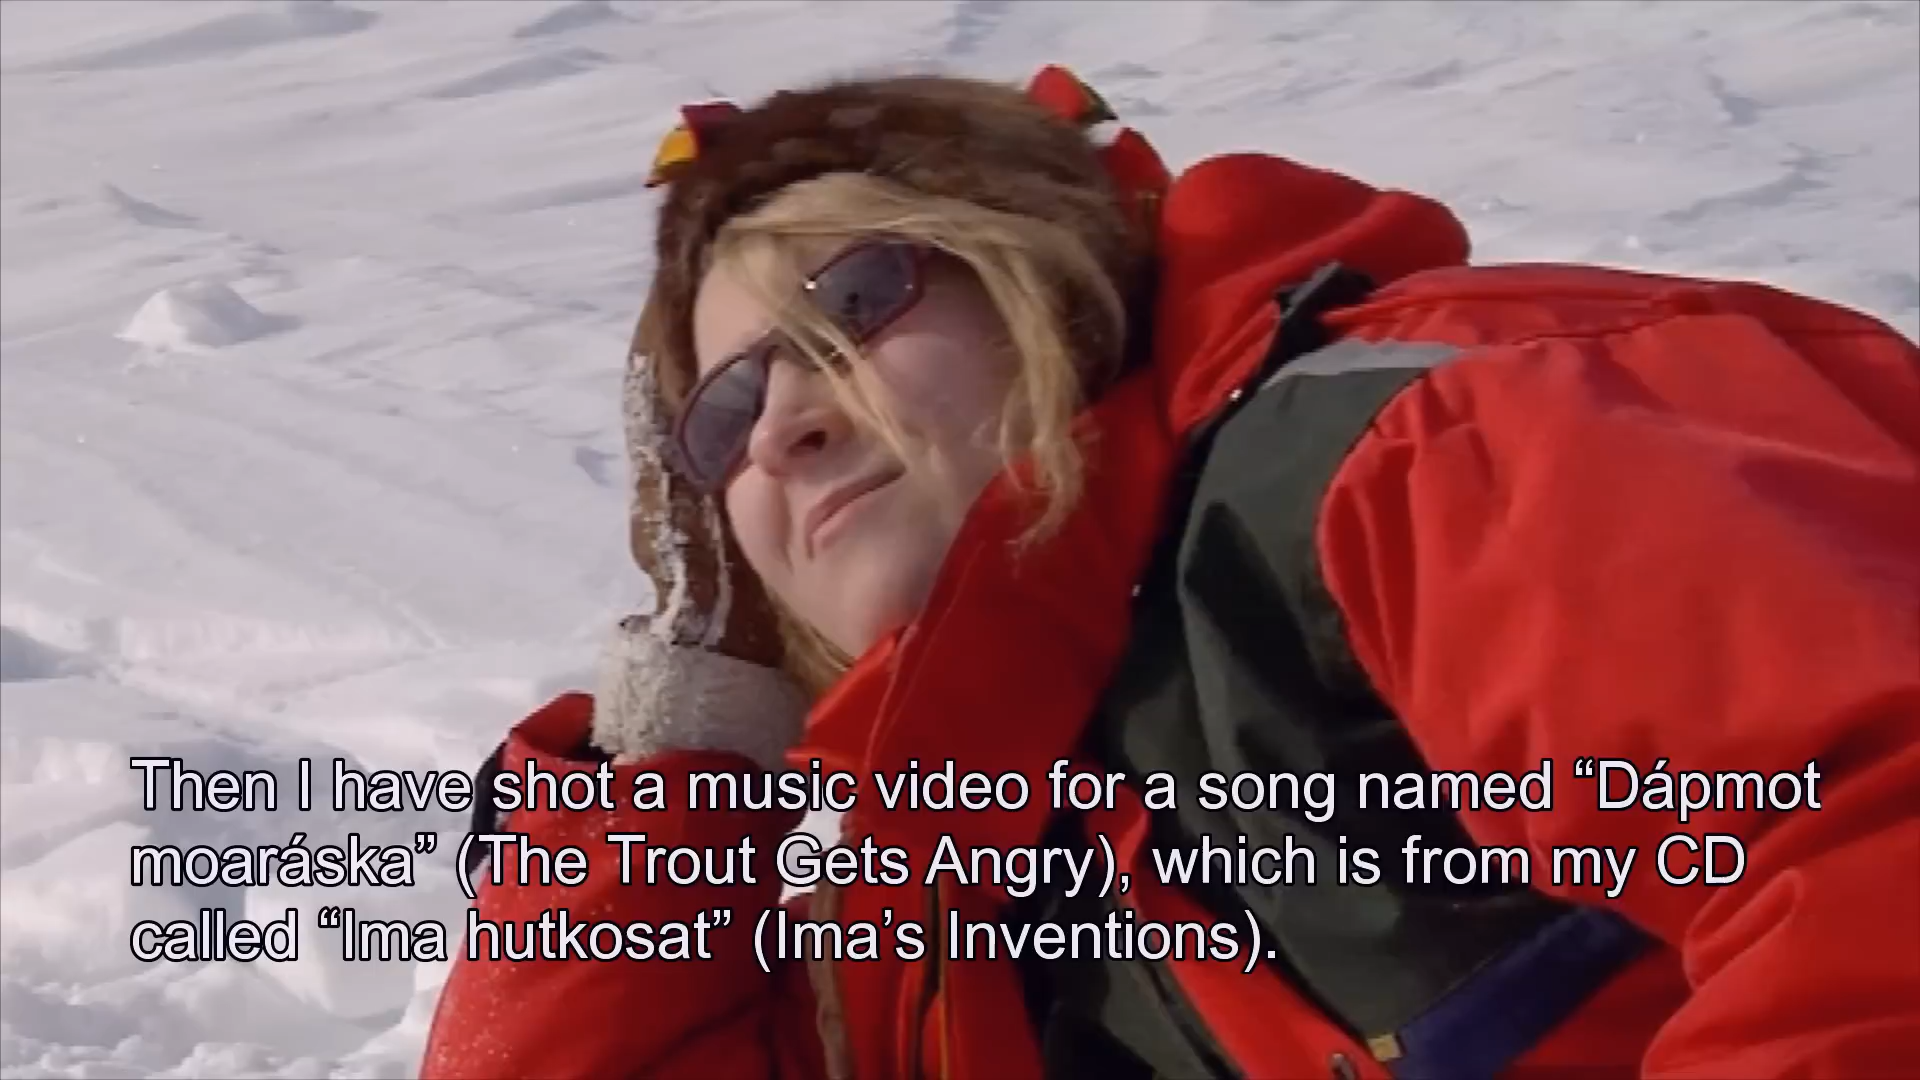 Then I have shot a music video for a song named “Dápmot
moaráska” (The Trout Gets Angry), which is from my CD
called “Ima hutkosat” (Ima’s Inventions).